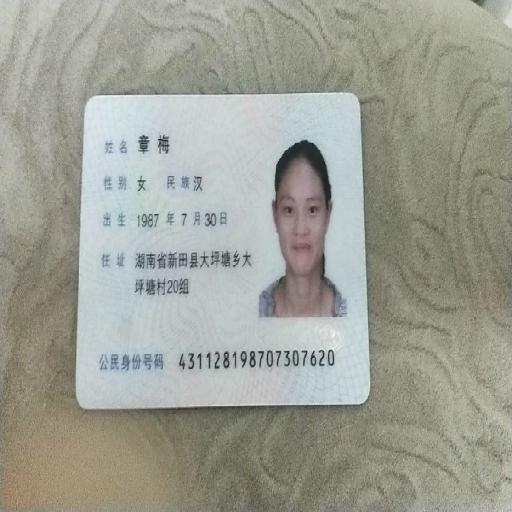 姓名 章梅
性别 女 民族 汉
出生 1987 年 7 月 30 日
住址 湖南省新田县大坪塘乡大
坪塘村20组
公民身份号码 431128198707307620